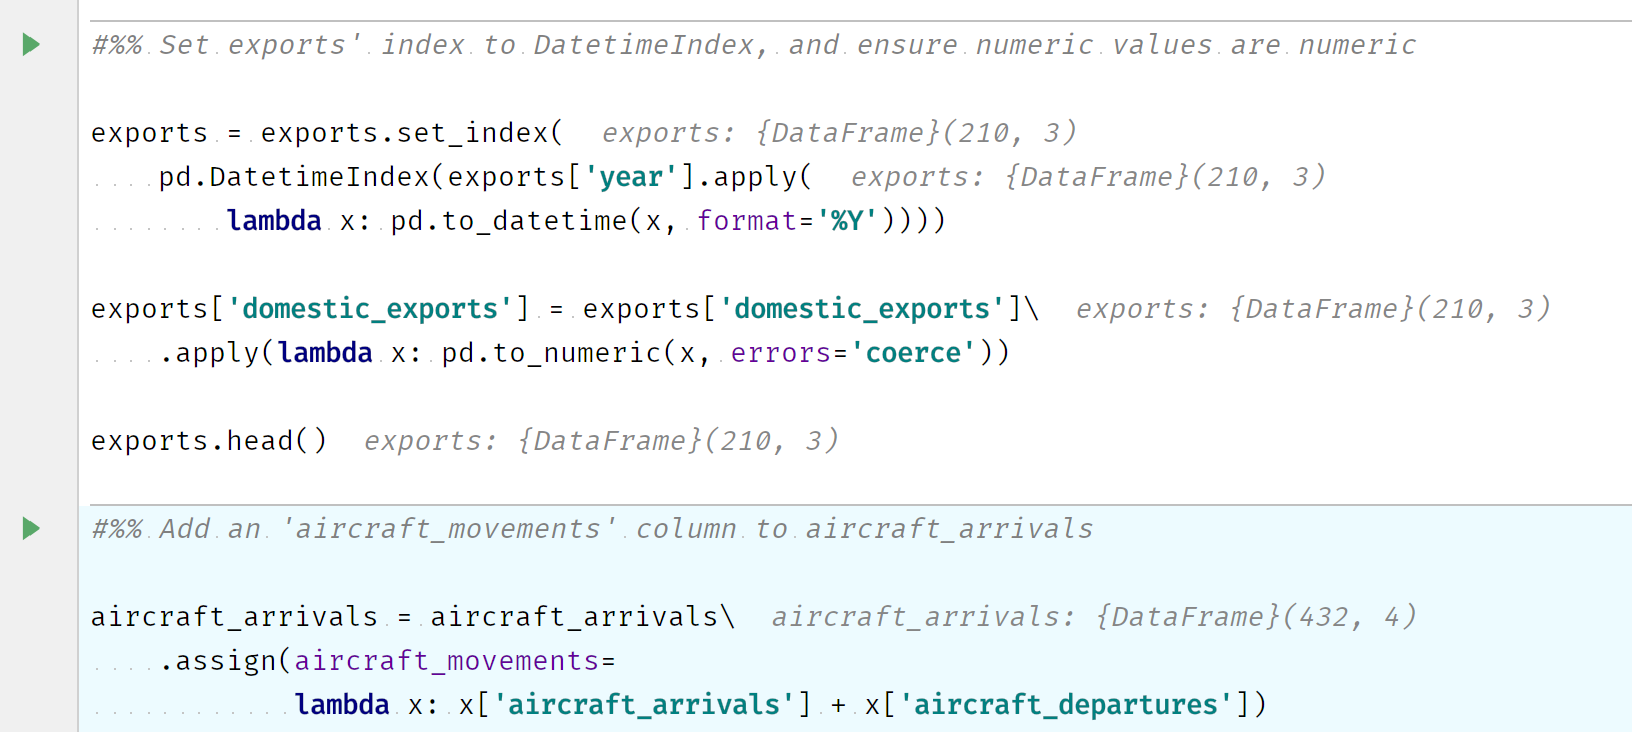 #%% Set exports' index to DatetimeIndex, and ensure numeric values are numeric
exports = exports.set_index(  exports: {DataFrame}(210, 3)
    pd.DatetimeIndex(exports['year'].apply(  exports: {DataFrame}(210, 3)
        lambda x: pd.to_datetime(x, format='%Y'))))
exports['domestic_exports'] = exports['domestic_exports']\  exports: {DataFrame}(210, 3)
    .apply(lambda x: pd.to_numeric(x, errors='coerce'))
exports.head()  exports: {DataFrame}(210, 3)
#%% Add an 'aircraft_movements' column to aircraft_arrivals
aircraft_arrivals = aircraft_arrivals\  aircraft_arrivals: {DataFrame}(432, 4)
    .assign(aircraft_movements=
            lambda x: x['aircraft_arrivals'] + x['aircraft_departures'])